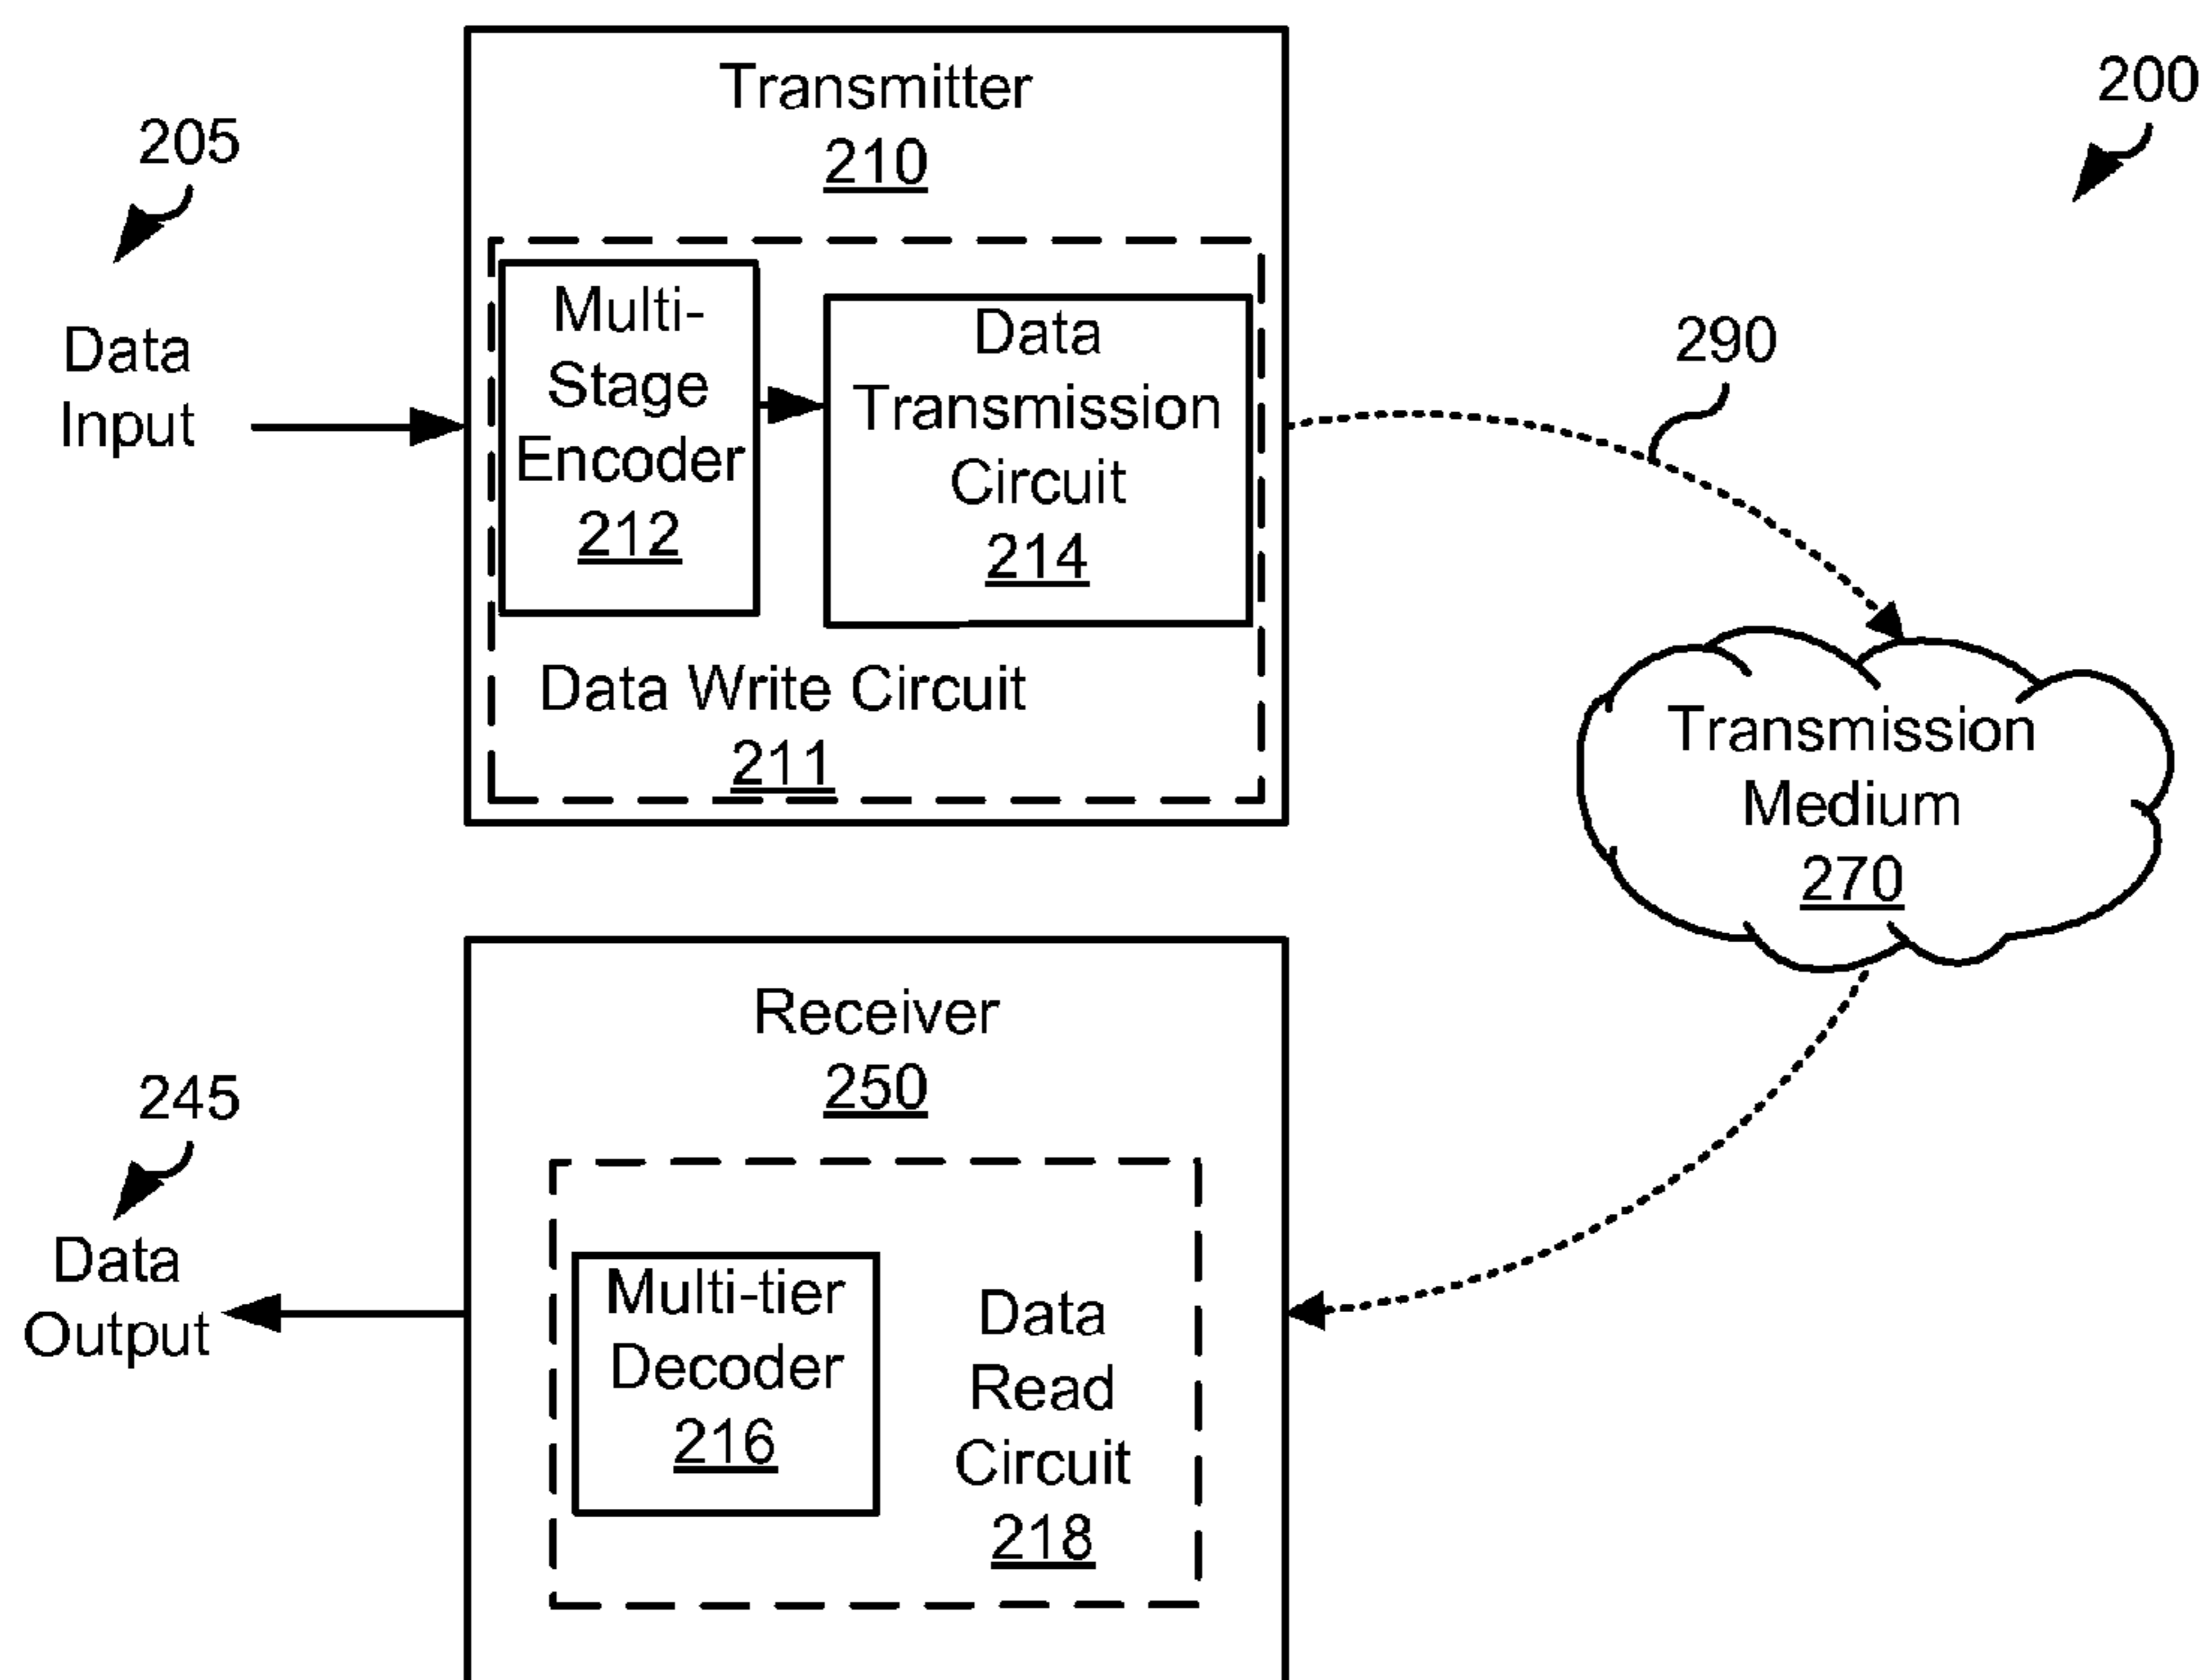 200
205
Data
Input
Transmitter
210
Multi-
Stage
Encoder
212
Data
Transmission
Circuit
214
Data Write Circuit
211
290
Transmission
Medium
270
Receiver
250
245
Data
Output
Multi-tier
Decoder
216
Data
Read
Circuit
218